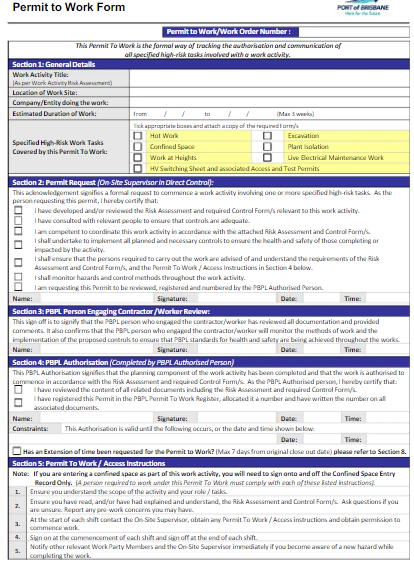 Permit to Work Form
PORT of BRISBANE
Here for the future
Permit to Work/Work Order Number :
This Permit To Work is the formal way of tracking the authorisation and communication of
all specified high-risk tasks involved with a work activity.
Section 1: General Details
Work Activity Title:
(As per Work Activity Risk Assessment)
Location of Work Site:
Company/Entity doing the work:
Estimated Duration of Work: From / / to / / (Max 3 weeks)
Specified High-Risk Work Tasks
Covered by this Permit To Work:
Tick appropriate boxes and attach a copy of the required Form/s
Hot Work Excavation
Confined Space Plant Isolation
Work at Heights Live Electrical Maintenance Work
HV Switching Sheet and associated Access and Test Permits
Section 2: Permit Request (On-Site Supervisor in Direct Control):
This acknowledgement signifies a formal request to commence a work activity involving one or more specified high-risk tasks. As the
person requesting this permit, I hereby certify that:
I have developed and/or reviewed the Risk Assessment and required Control Form/s relevant to this work activity.
I have consulted with relevant people to ensure that controls are adequate.
I am competent to coordinate this work activity in accordance with the attached Risk Assessment and Control Form/s.
I shall undertake to implement all planned and necessary controls to ensure the health and safety of those completing or
impacted by the activity.
I shall ensure that the persons required to carry out the work are advised of and understand the requirements of the Risk
Assessment and Control Form/s, and the Permit To Work / Access Instructions in Section 4 below.
I shall monitor hazards and control methods throughout the work activity.
I am requesting this Permit to be reviewed, registered and numbered by the PBPL Authorised Person.
Name: Signature: Date: Time:
Section 3: PBPL Person Engaging Contractor /Worker Review:
This sign off is to signify that the PBPL person who engaged the contractor/worker has reviewed all documentation and provided
comments. It also confirms that the PBPL person who engaged the contractor/worker will monitor the methods of work and the
implementation of the proposed controls to ensure that PBPL standards for health and safety are being achieved throughout the works.
Name: Signature: Date: Time:
Section 4: PBPL Authorisation (Completed by PBPL Authorised Person)
This PBPL Authorisation signifies that the planning component of the work activity has been completed and that the work is authorised to
commence in accordance with the Risk Assessment and required Control Form/s. As the PBPL Authorised person, I hereby certify that:
I have reviewed the content of all related documents including the Risk Assessment and required Control Form/s.
I have registered this Permit in the PBPL Permit To Work Register, allocated it a number and have written the number on all
associated documents.
Name: Signature: Date: Time:
Constraints: This Authorisation is valid until the following occurs, or the date and time shown below:
Date: Time:
Has an Extension of time been requested for the Permit to Work? (Max 7 days from original close out date) please refer to Section 8.
Section 5: Permit To Work / Access Instructions
Note: If you are entering a confined space as part of this work activity, you will need to sign onto and off the Confined Space Entry
Record Only. (A person required to work under this Permit To Work must comply with each of these listed instructions).
1. Ensure you understand the scope of the activity and your role / tasks.
2. Ensure you have read, and/or have had explained and understand, the Risk Assessment and Control Form/s. Ask questions if you
are unsure. Report any pre-work concerns you may have.
3. At the start of each shift contact the On-Site Supervisor, obtain any Permit To Work / Access instructions and obtain permission to
commence work.
4. Sign on at the commencement of each shift and sign off at the end of each shift.
5. Notify other relevant Work Party Members and the On-Site Supervisor immediately if you become aware of a new hazard while
completing the work.